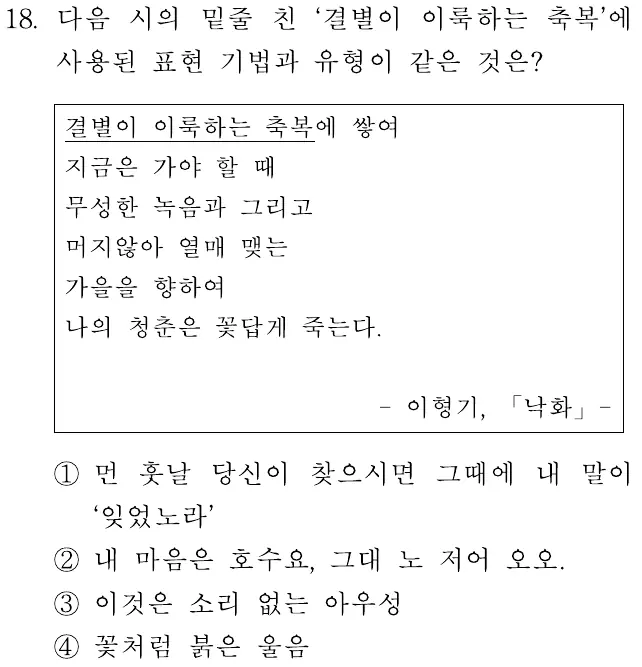 18. 다음 시의 밑줄 친 ‘결별이 이룩하는 축복’에
사용된 표현 기법과 유형이 같은 것은?
결별이 이룩하는 축복에 쌓여
지금은 가야 할 때
무성한 녹음과 그리고
머지않아 열매 맺는
가을을 향하여
나의 청춘은 꽃답게 죽는다.
- 이형기, 「낙화」-
① 먼 훗날 당신이 찾으시면 그때에 내 말이
‘잊었노라’
② 내 마음은 호수요, 그대 노 저어 오오.
③ 이것은 소리 없는 아우성
④ 꽃처럼 붉은 울음